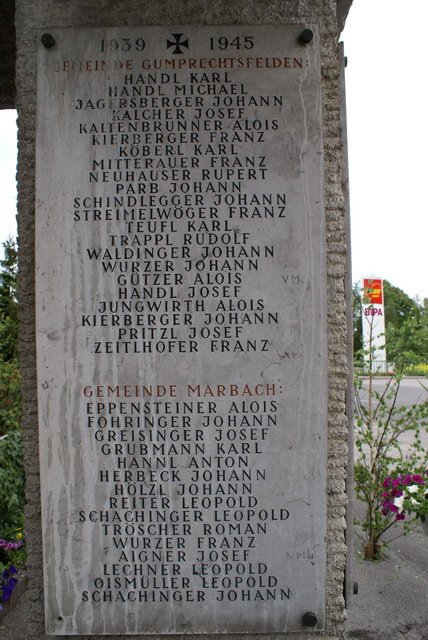 1939 1945
GEMEINDE GUMPRECHTSFELDEN:
HANDL KARL
HANDL MICHAEL
JAGERSBERGER JOHANN
KALCHER JOSEF
KALTENBRUNNER ALOIS
KIERBERGER FRANZ
KÖBERL KARL
MITTERAUER FRANZ
NEUHAUSER RUPERT
PARB JOHANN
SCHINDLEGGER JOHANN
STREIMELWÖGER FRANZ
TEUFL KARL
TRAPPL RUDOLF
WALDINGER JOHANN
WURZER JOHANN
GÜTZER ALOIS VM.
HANDL JOSEF
JUNGWIRTH ALOIS
KIERBERGER JOHANN
PRITZL JOSEF
ZEITLHOFER FRANZ
GEMEINDE MARBACH:
EPPENSTEINER ALOIS
FOHRINGER JOHANN
GREISINGER JOSEF
GRUBMANN KARL
HANNL ANTON
HERBECK JOHANN
HÖLZL JOHANN
REITER LEOPOLD
SCHACHINGER LEOPOLD
TRÖSCHER ROMAN
WURZER FRANZ
AIGNER JOSEF VM.
LECHNER LEOPOLD
OISMÜLLER LEOPOLD
SCHACHINGER JOHANN
BIPA